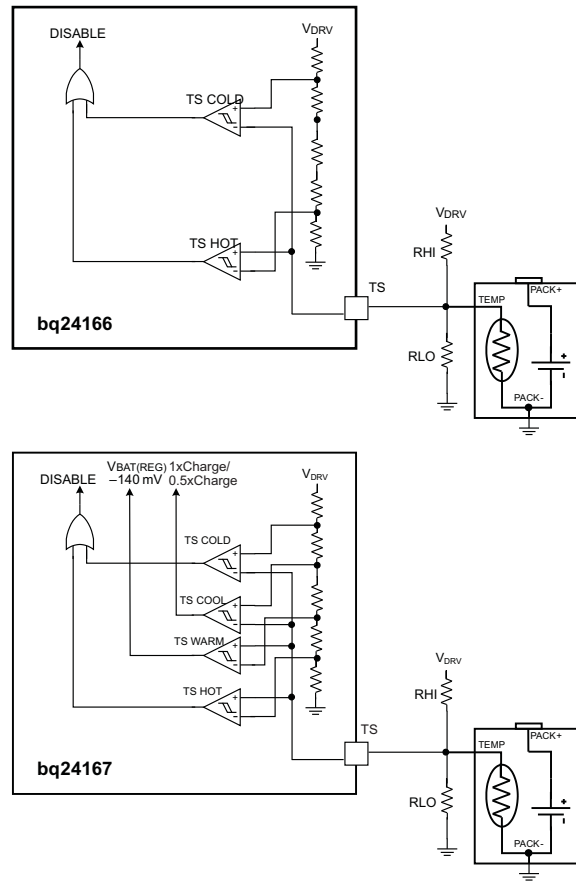 DISABLE
VDRV
TS COLD
+
-
TS HOT
+
-
TS
bq24166
VDRV
RHI
RLO
TEMP
PACK+
+
PACK-
VBAT(REG) 1xCharge/
–140 mV 0.5xCharge
DISABLE
VDRV
TS COLD
+
-
TS COOL
+
-
TS WARM
+
-
TS HOT
+
-
TS
bq24167
VDRV
RHI
RLO
TEMP
PACK+
+
PACK-